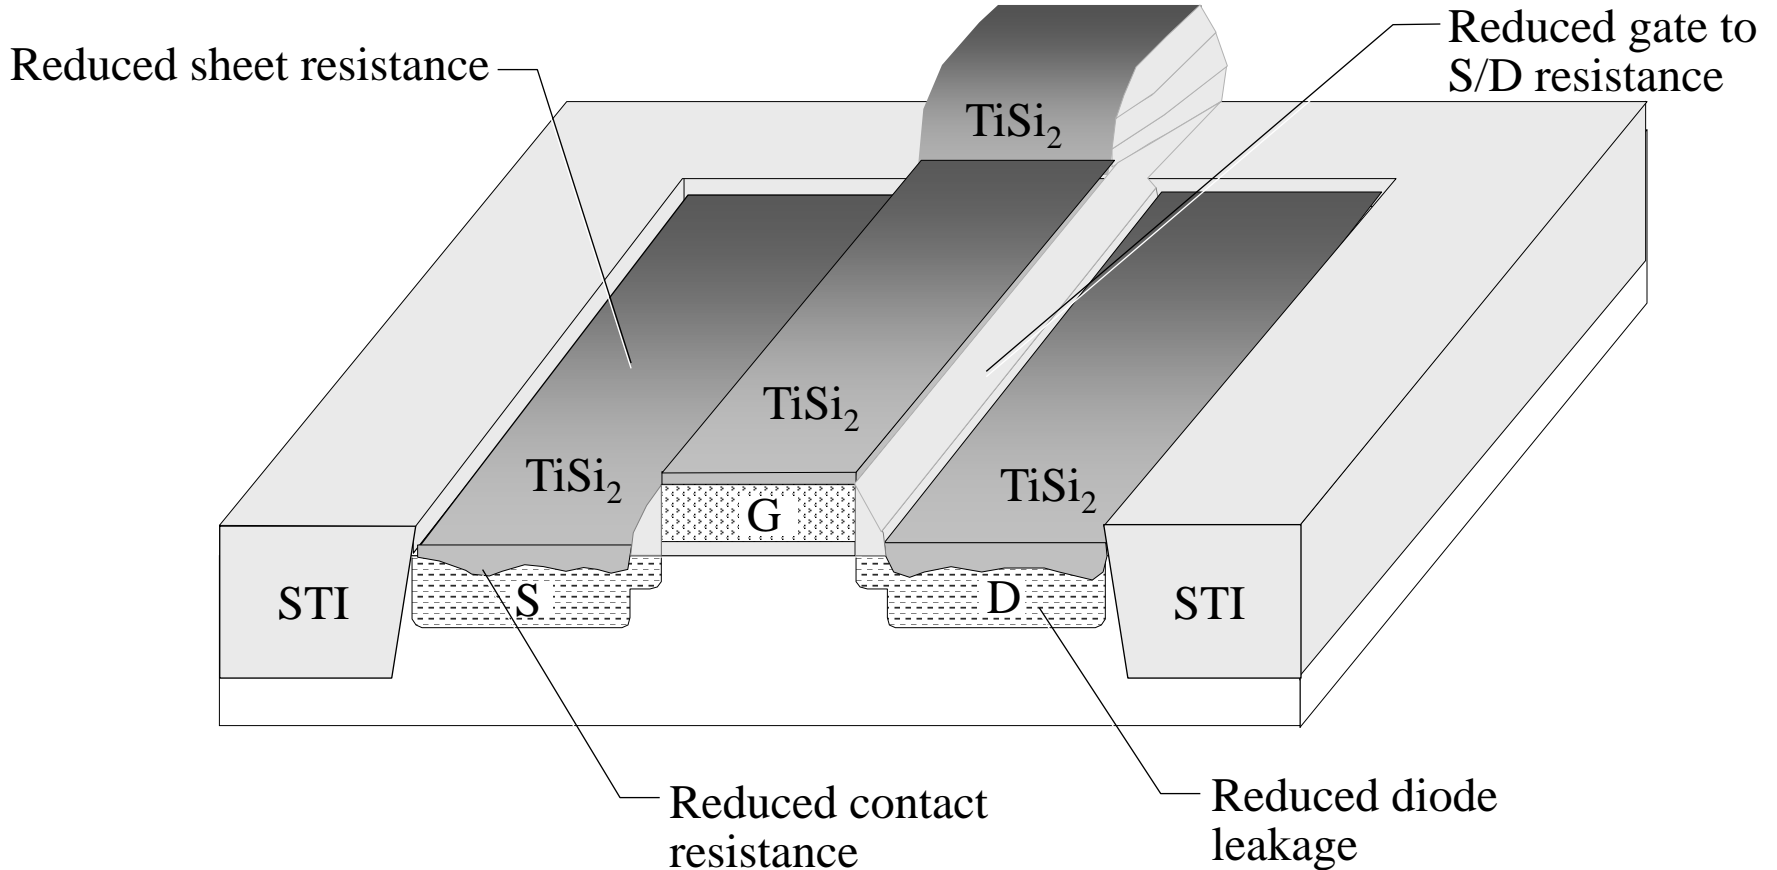 Reduced gate to
S/D resistance
Reduced sheet resistance
TiSi₂
TiSi₂
TiSi₂
TiSi₂
G
S
D
STI
STI
Reduced contact
resistance
Reduced diode
leakage